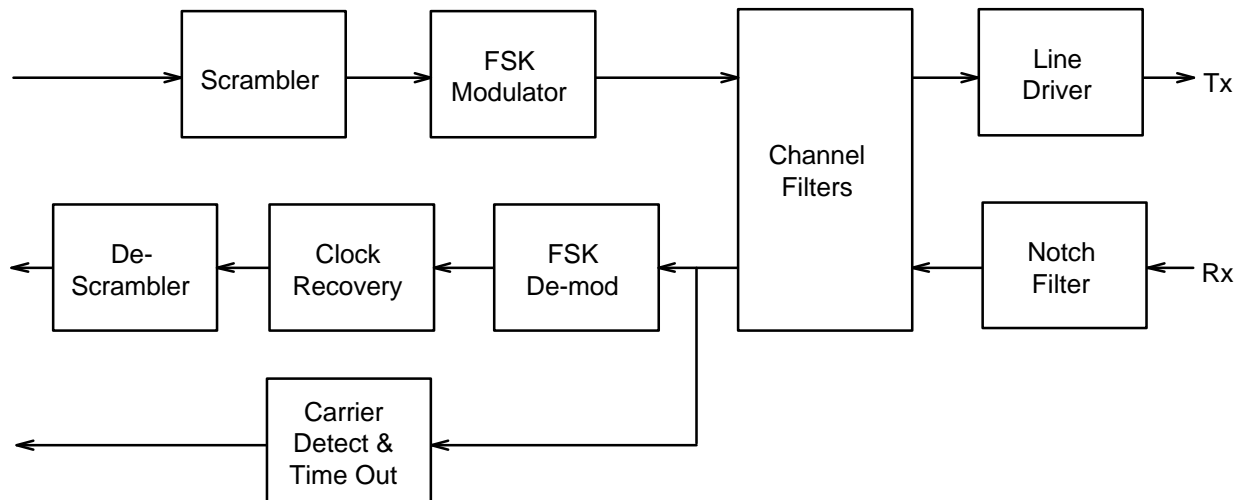 Scrambler
FSK
Modulator
Channel
Filters
Line
Driver
Tx
De-
Scrambler
Clock
Recovery
FSK
De-mod
Notch
Filter
Rx
Carrier
Detect &
Time Out